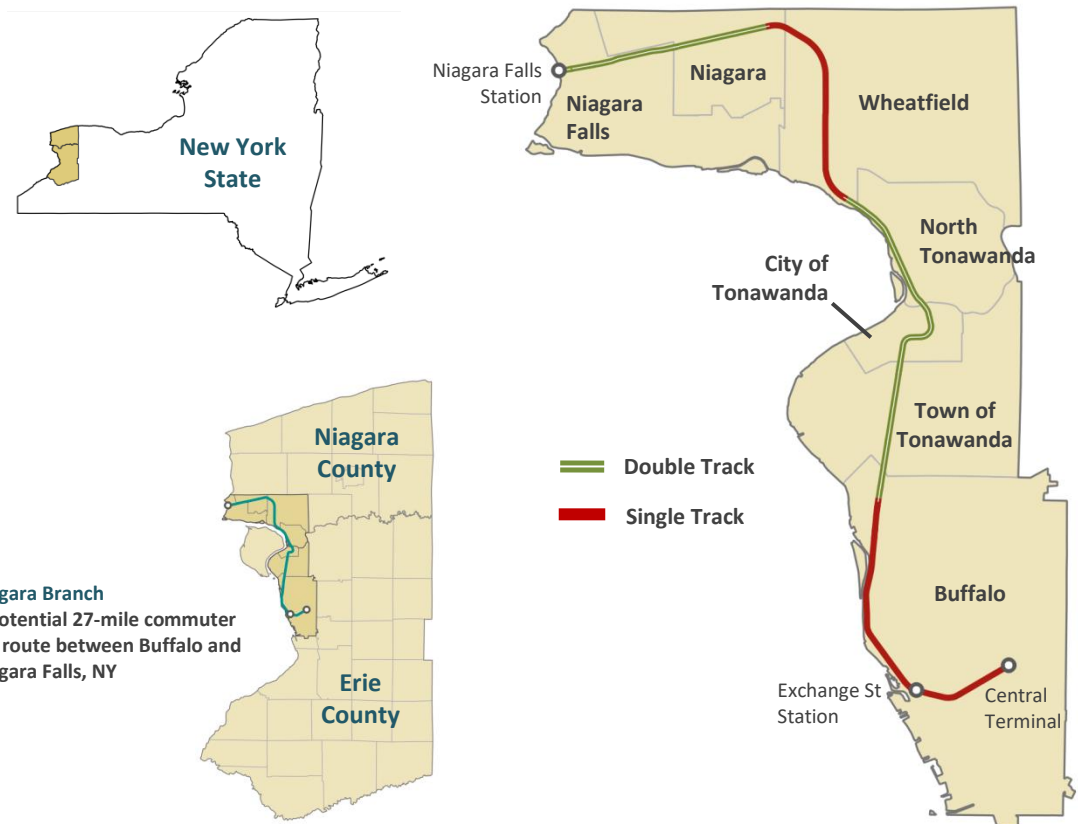 New York
State
Niagara
County
Erie
County
gara Branch
otential 27-mile commuter
route between Buffalo and
gara Falls, NY
Niagara Falls
Station
Niagara
Falls
Niagara
Wheatfield
North
Tonawanda
City of
Tonawanda
Town of
Tonawanda
Double Track
Single Track
Buffalo
Exchange St
Station
Central
Terminal